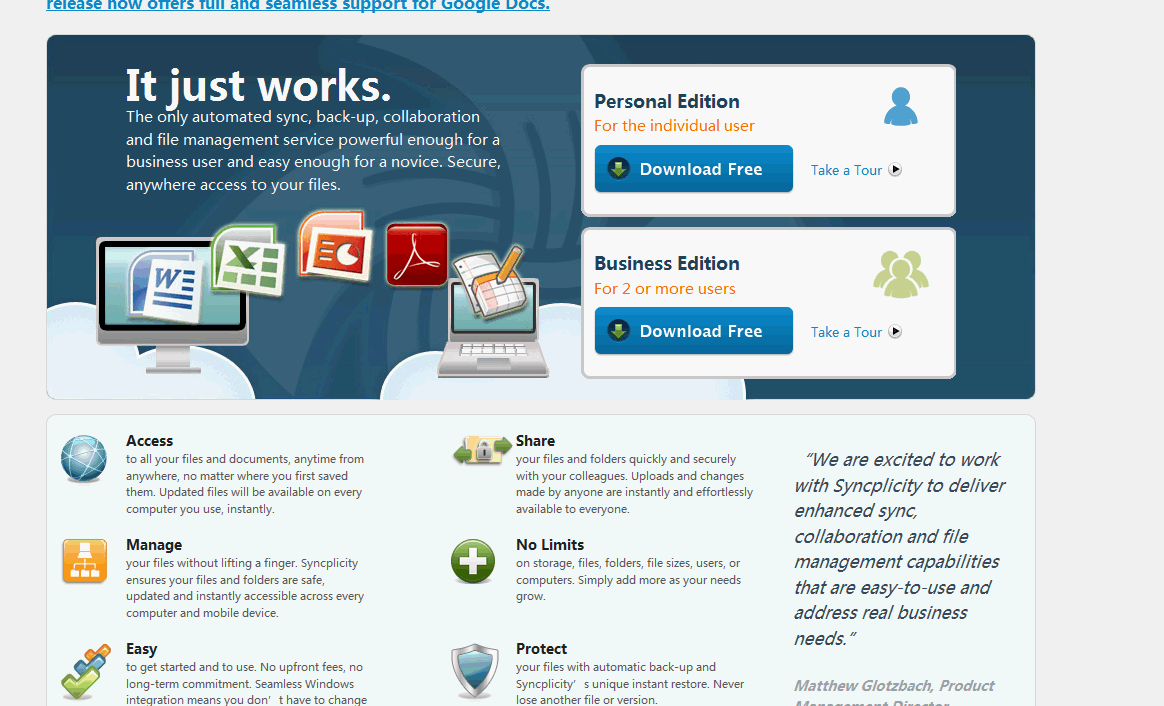 release now offers full and seamless support for Google Docs.
It just works.
The only automated sync, back-up, collaboration
and file management service powerful enough for a
business user and easy enough for a novice. Secure,
anywhere access to your files.
W
X
Personal Edition
For the individual user
Download Free
Take a Tour
Business Edition
For 2 or more users
Download Free
Take a Tour
Access
to all your files and documents, anytime from
anywhere, no matter where you first saved
them. Updated files will be available on every
computer you use, instantly.
Share
your files and folders quickly and securely
with your colleagues. Uploads and changes
made by anyone are instantly and effortlessly
available to everyone.
Manage
your files without lifting a finger. Syncplicity
ensures your files and folders are safe,
updated and instantly accessible across every
computer and mobile device.
No Limits
on storage, files, folders, file sizes, users, or
computers. Simply add more as your needs
grow.
Easy
to get started and to use. No upfront fees, no
long-term commitment. Seamless Windows
integration means you don’t have to change
Protect
your files with automatic back-up and
Syncplicity’s unique instant restore. Never
lose another file or version.
“We are excited to work
with Syncplicity to deliver
enhanced sync,
collaboration and file
management capabilities
that are easy-to-use and
address real business
needs.”
Matthew Glotzbach, Product
Management Director